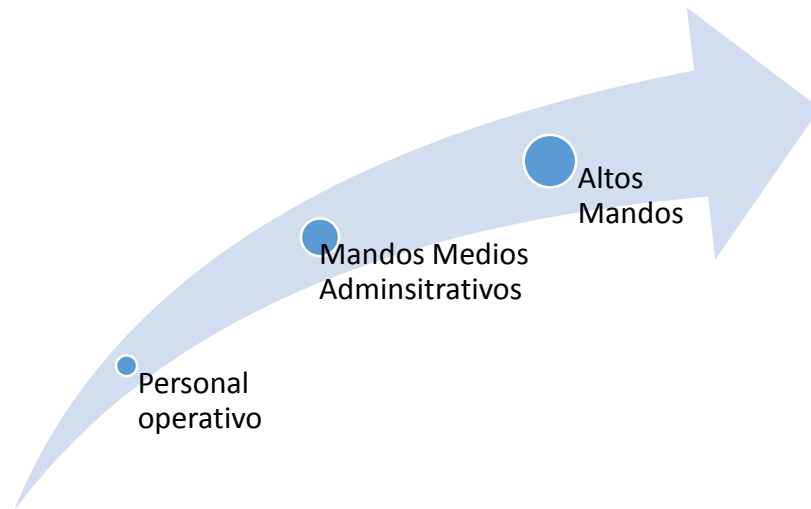 Altos
Mandos
Mandos Medios
Adminsitrativos
Personal
operativo